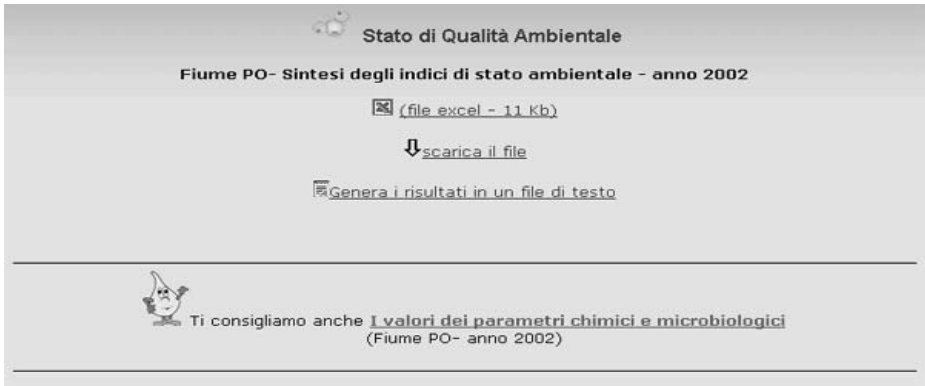 Stato di Qualità Ambientale
Fiume PO- Sintesi degli indici di stato ambientale - anno 2002
(file excel - 11 Kb)
scarica il file
Genera i risultati in un file di testo
Ti consigliamo anche I valori dei parametri chimici e microbiologici
(Fiume PO- anno 2002)